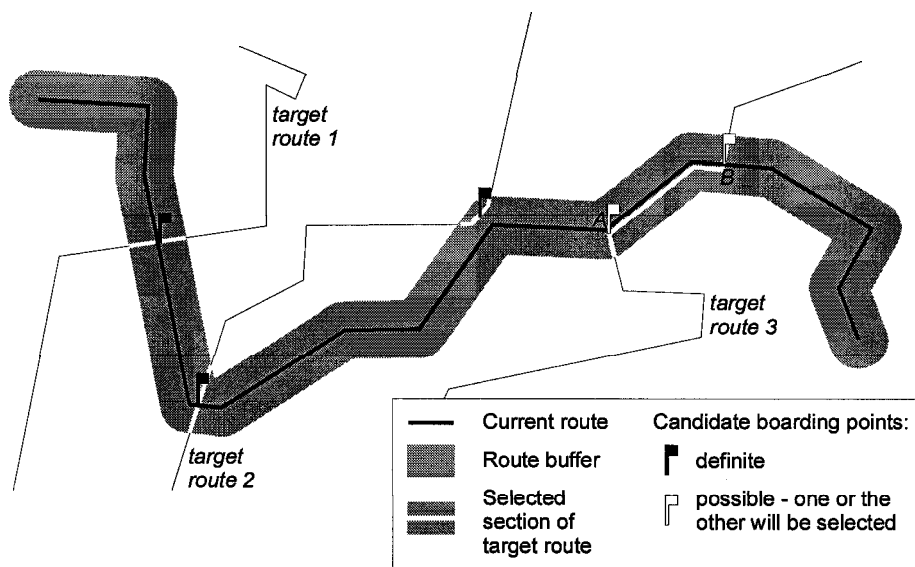 target
route 1
A
B
target
route 3
target
route 2
Current route
Route buffer
Selected
section of
target route
Candidate boarding points:
definite
possible - one or the
other will be selected